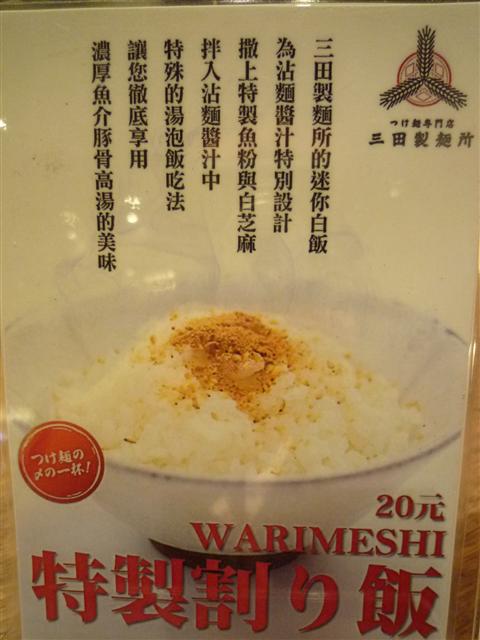 つけ麺専門店
三田製麺所
三田製麵所的迷你白飯
為沾麵醬汁特別設計
撒上特製魚粉與白芝麻
拌入沾麵醬汁中
特殊的湯泡飯吃法
讓您徹底享用
濃厚魚介豚骨高湯的美味
つけ麺の
〆の一杯!
20元
WARIMESHI
特製割り飯